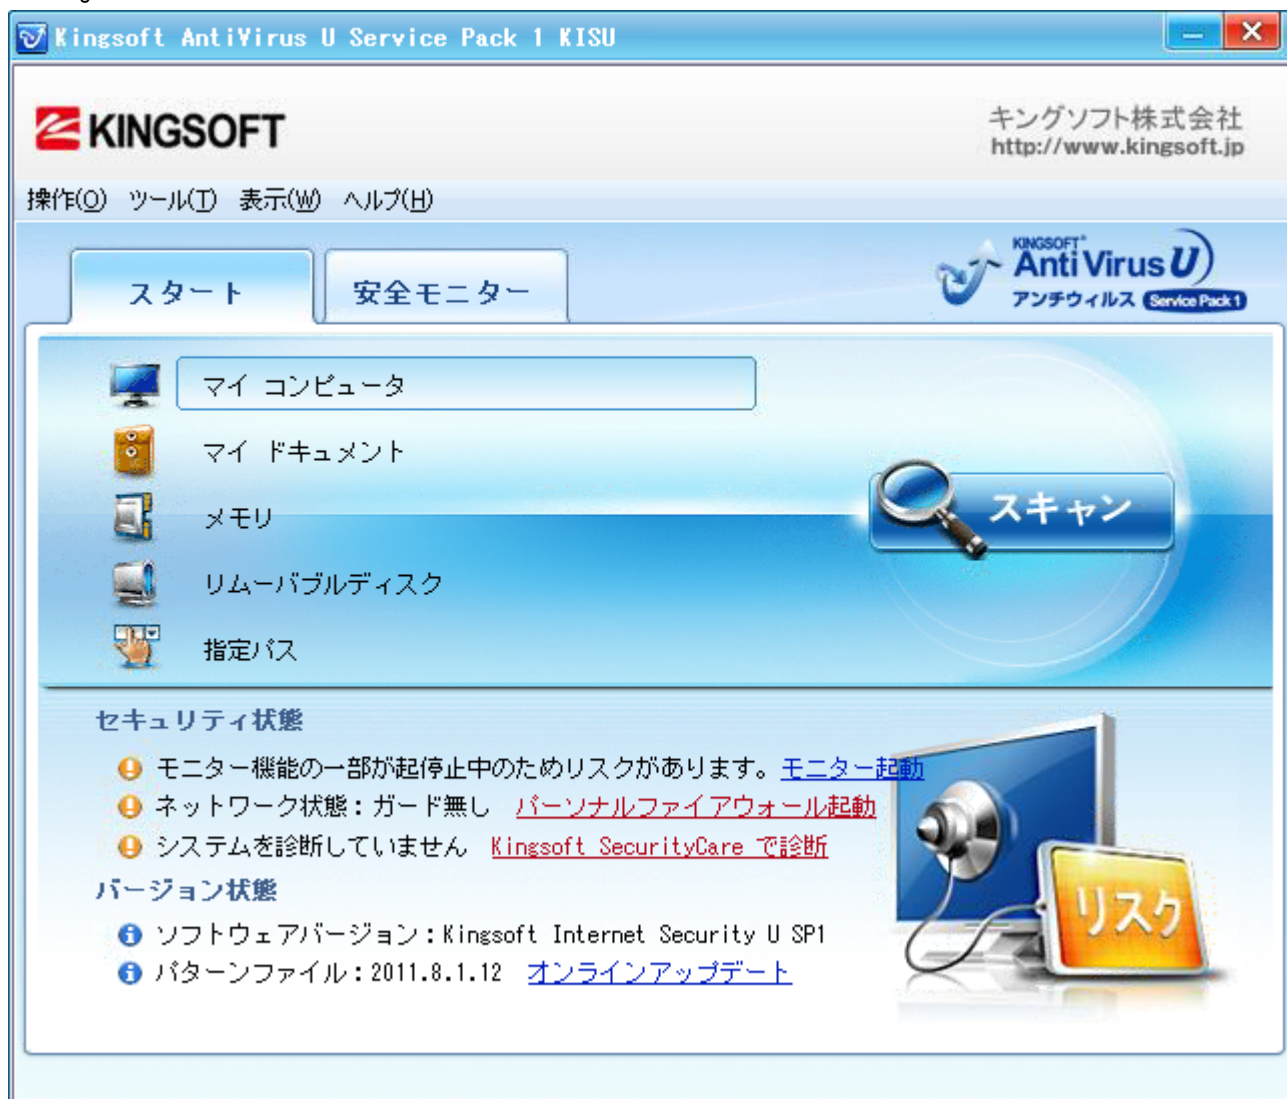 Kingsoft AntiVirus U Service Pack 1 KISU
KINGSOFT
キングソフト株式会社
http://www.kingsoft.jp
操作(O) ツール(T) 表示(W) ヘルプ(H)
スタート 安全モニター
KINGSOFT
AntiVirus U
アンチウィルス Service Pack 1
マイ コンピュータ
マイ ドキュメント
メモリ
スキャン
リムーバブルディスク
指定パス
セキュリティ状態
モニター機能の一部が起停止中のためリスクがあります。モニター起動
ネットワーク状態：ガード無し パーソナルファイアウォール起動
システムを診断していません Kingsoft SecurityCare で診断
バージョン状態
リスク
ソフトウェアバージョン：Kingsoft Internet Security U SP1
パターンファイル：2011.8.1.12 オンラインアップデート